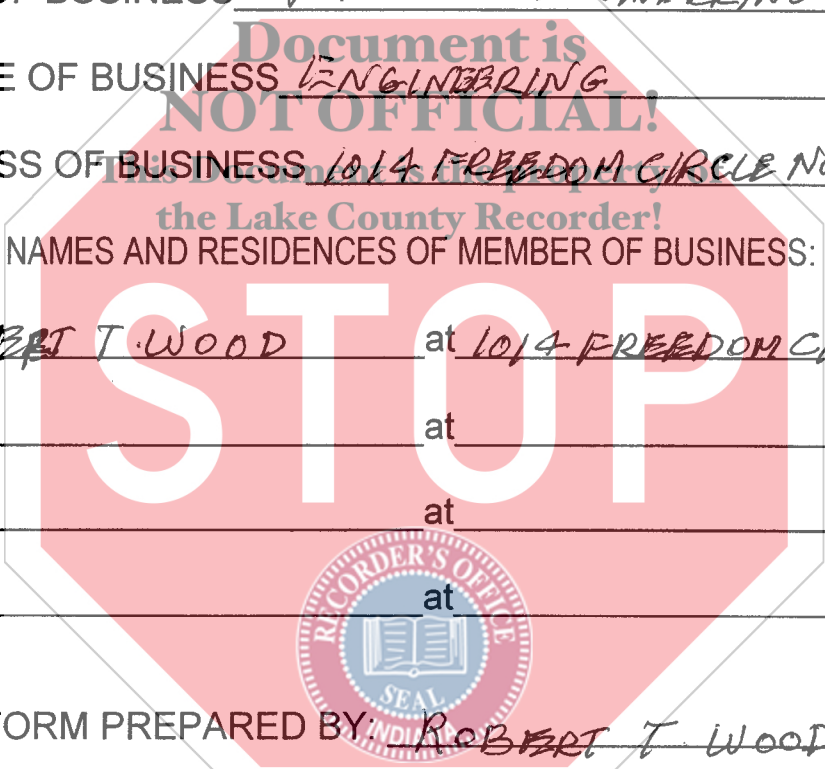 BUSINESS
Document is
E OF BUSINESS ENGINEERING
NOT OFFICIAL!
SS OF BUSINESS 1014 FREEDOM CIRCLE
This Document is the property of
the Lake County Recorder!
NAMES AND RESIDENCES OF MEMBER OF BUSINESS:
STOP
T WOOD at 1014 FREEDOM
at
at
at
RECORDER'S OFFICE
SEAL
INDIANA
FORM PREPARED BY: ROBERT T WOOD